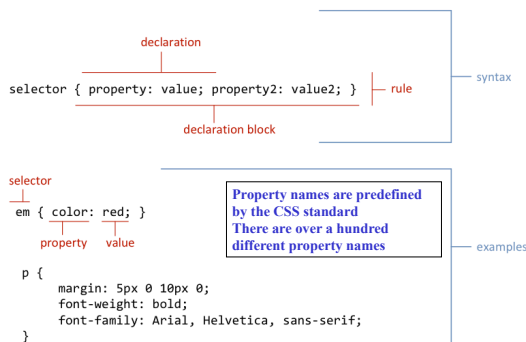 declaration
selector { property: value; property2: value2; }
rule
syntax
declaration block
selector
em { color: red; }
property
value
Property names are predefined
by the CSS standard
There are over a hundred
different property names
examples
p {
margin: 5px 0 10px 0;
font-weight: bold;
font-family: Arial, Helvetica, sans-serif;
}